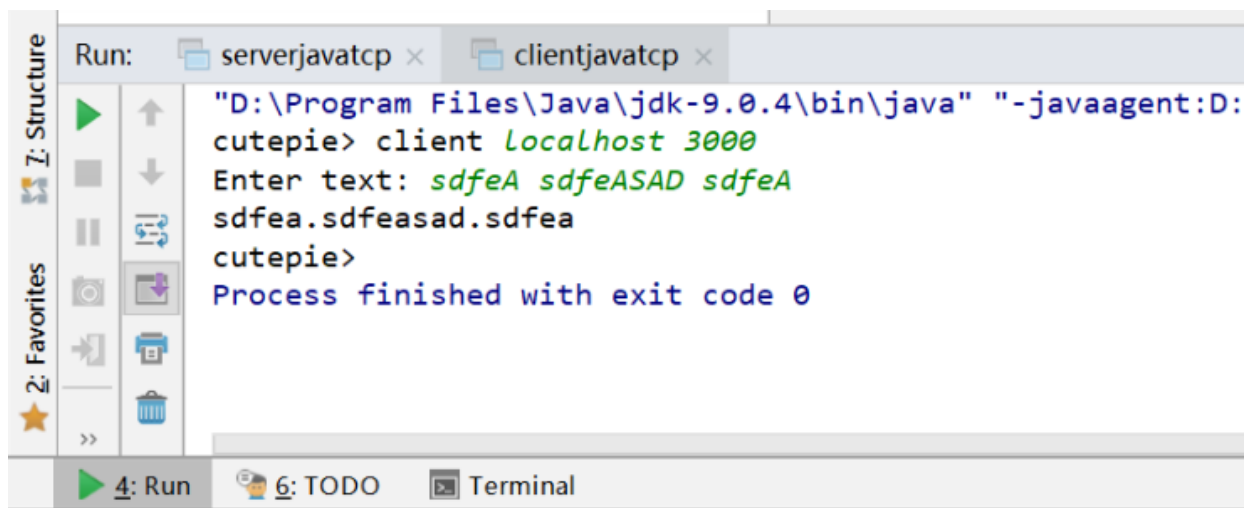 7: Structure
2: Favorites
Run: serverjavatcp × clientjavatcp ×
"D:\Program Files\Java\jdk-9.0.4\bin\java" "-javaagent:D:
cutepie> client localhost 3000
Enter text: sdfeA sdfeASAD sdfeA
sdfea.sdfeasad.sdfea
cutepie>
Process finished with exit code 0
»
4: Run 6: TODO Terminal